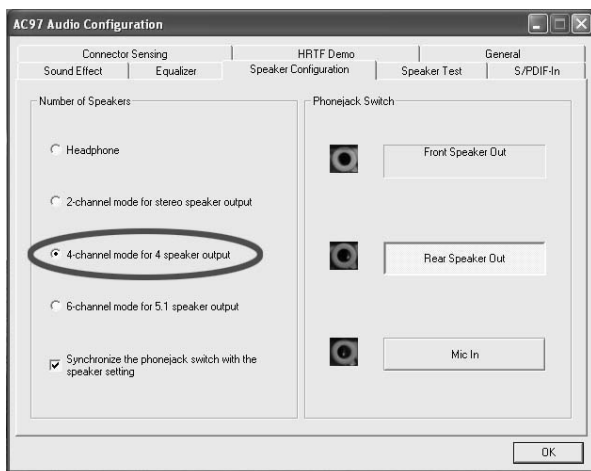 AC97 Audio Configuration
Connector Sensing
HRTF Demo
General
Sound Effect
Equalizer
Speaker Configuration
Speaker Test
S/PDIF-In
Number of Speakers
Headphone
2-channel mode for stereo speaker output
4-channel mode for 4 speaker output
6-channel mode for 5.1 speaker output
Synchronize the phonejack switch with the
speaker setting
Phonejack Switch
Front Speaker Out
Rear Speaker Out
Mic In
OK